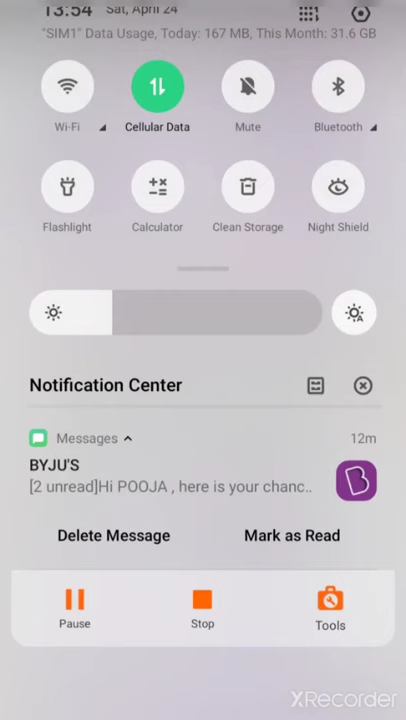 13:54 Sat, April 24
"SIM1" Data Usage, Today: 167 MB, This Month: 31.6 GB
Wi-Fi Cellular Data Mute Bluetooth
Flashlight Calculator Clean Storage Night Shield
Notification Center
Messages 12m
BYJU'S
[2 unread]Hi POOJA , here is your chanc..
Delete Message Mark as Read
Pause Stop Tools
XRecorder